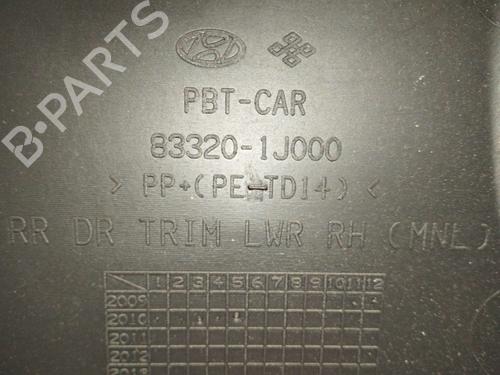 B-PARTS
PBT-CAR
83320-1J000
> PP+(PE-TD14) <
RR DR TRIM LWR RH (MNL)
1 2 3 4 5 6 7 8 9 10 11 12
2009
2010
2011
2012
2013